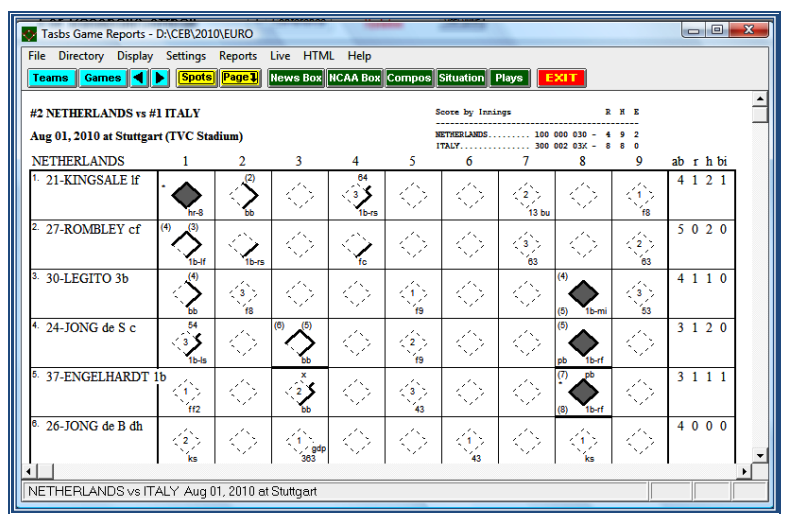 Tasbs Game Reports - D:\CEB\2010\EURO
File Directory Display Settings Reports Live HTML Help
Teams Games Spots Page News Box NCAA Box Compos Situation Plays EXIT
#2 NETHERLANDS vs #1 ITALY
Aug 01, 2010 at Stuttgart (TVC Stadium)
Score by Innings R H E
NETHERLANDS......... 100 000 030 - 4 9 2
ITALY............... 300 002 03X - 8 8 0
NETHERLANDS 1 2 3 4 5 6 7 8 9 ab r h bi
1. 21-KINGSALE lf 4 1 2 1
(2) 64
* 3 2 1
hr-8 bb 1b-rs 13 bu f8
2. 27-ROMBLEY cf 5 0 2 0
(4) (3)
3 2
1b-lf 1b-rs fc 63 63
3. 30-LEGITO 3b 4 1 1 0
(4) (4)
3 1 3
bb f8 f9 (5) 1b-mi 53
4. 24-JONG de S c 3 1 2 0
54 (6) (5) (5)
3 2
1b-ls bb f9 pb 1b-rf
5. 37-ENGELHARDT 1b 3 1 1 1
x (7) pb
1 2 3 *
ff2 bb 43 (8) 1b-rf
6. 26-JONG de B dh 4 0 0 0
2 1 gdp 1 1
ks 363 43 ks
NETHERLANDS vs ITALY Aug 01, 2010 at Stuttgart